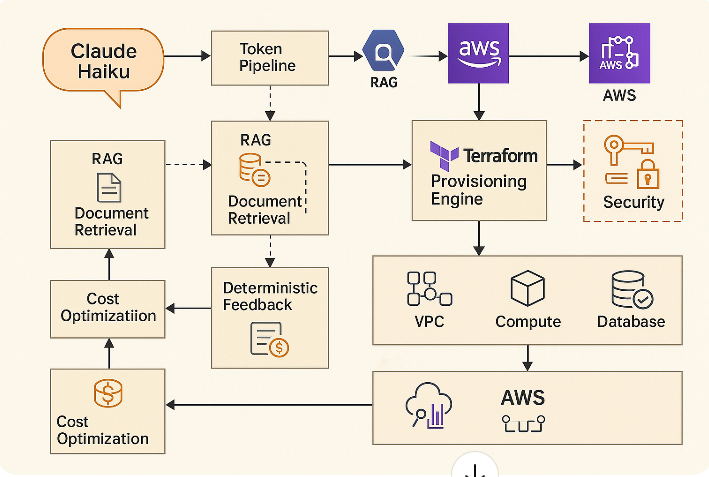 Claude
Haiku
Token
Pipeline
RAG
aws
AWS
AWS
RAG
Document
Retrieval
RAG
Document
Retrieval
Terraform
Provisioning
Engine
Security
Cost
Optimizatiion
Deterministic
Feedback
$
VPC
Compute
Database
$
Cost
Optimization
AWS